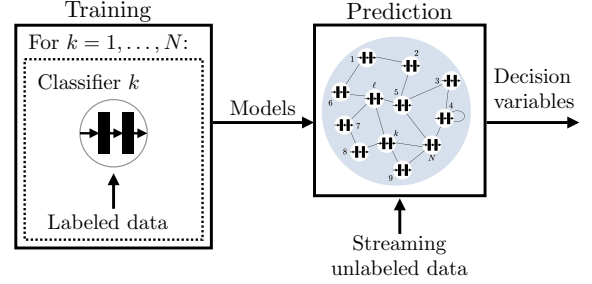 Training
For k = 1, . . . , N:
Classifier k
Labeled data
Models
Prediction
1
2
3
4
5
6
ℓ
7
8
k
N
9
Streaming
unlabeled data
Decision
variables